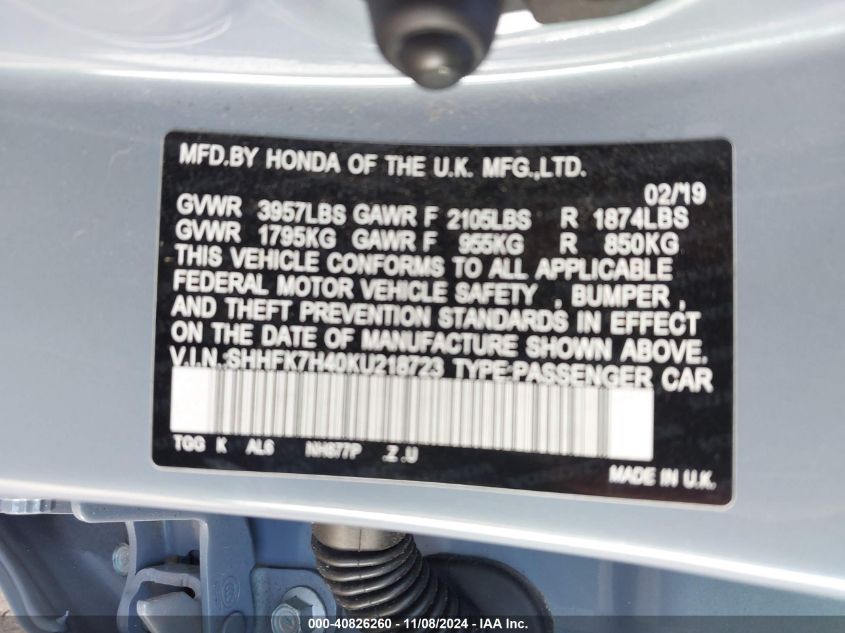 MFD.BY HONDA OF THE U.K. MFG.,LTD.
02/'19
GVWR 3957LBS GAWR F 2105LBS R 1874LBS
GVWR 1795KG GAWR F 955KG R 850KG
THIS VEHICLE CONFORMS TO ALL APPLICABLE
FEDERAL MOTOR VEHICLE SAFETY , BUMPER ,
AND THEFT PREVENTION STANDARDS IN EFFECT
ON THE DATE OF MANUFACTURE SHOWN ABOVE.
V.I.N.:SHHFK7H40KU218723 TYPE:PASSENGER CAR
TGG K AL6 NH877P .Z .U
MADE IN U.K.
000-40826260 - 11/08/2024 - IAA Inc.